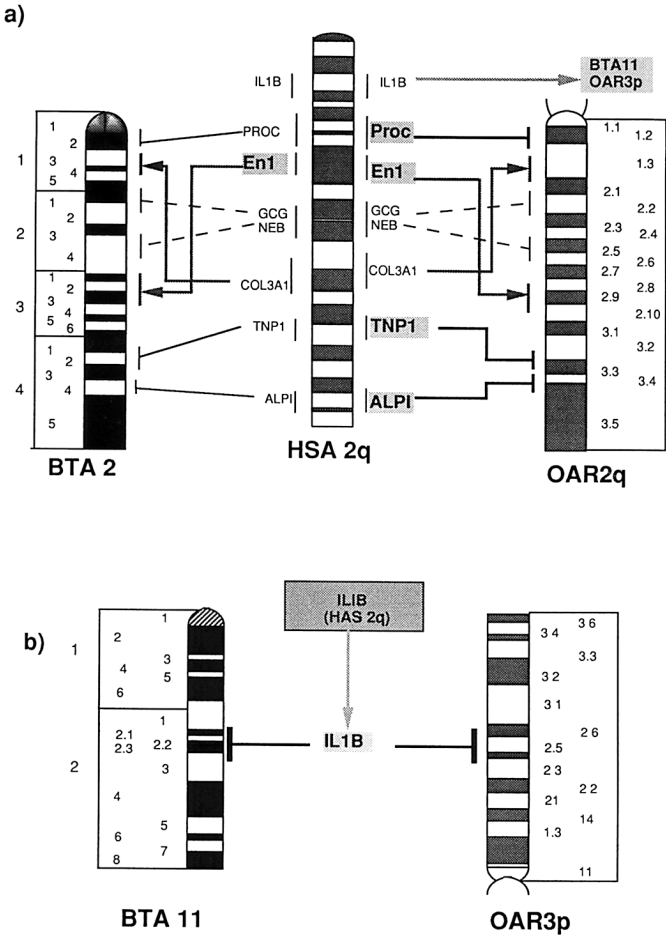 a)
IL1B
IL1B
BTA11
OAR3p
PROC
Proc
En1
En1
GCG
NEB
GCG
NEB
COL3A1
COL3A1
TNP1
TNP1
ALPI
ALPI
1
1
2
3
4
5
2
1
2
3
4
3
1
2
3
4
5
6
4
1
2
3
4
5
1.1
1.2
1.3
2.1
2.2
2.3
2.4
2.5
2.6
2.7
2.8
2.9
2.10
3.1
3.2
3.3
3.4
3.5
BTA 2
HSA 2q
OAR2q
b)
ILIB
(HAS 2q)
IL1B
1
1
2
3
4
5
6
2
1
2.1
2.3
2.2
3
4
5
6
7
8
3 6
3 4
3.3
3 2
3 1
2 6
2.5
2 3
2 2
21
14
1.3
11
BTA 11
OAR3p